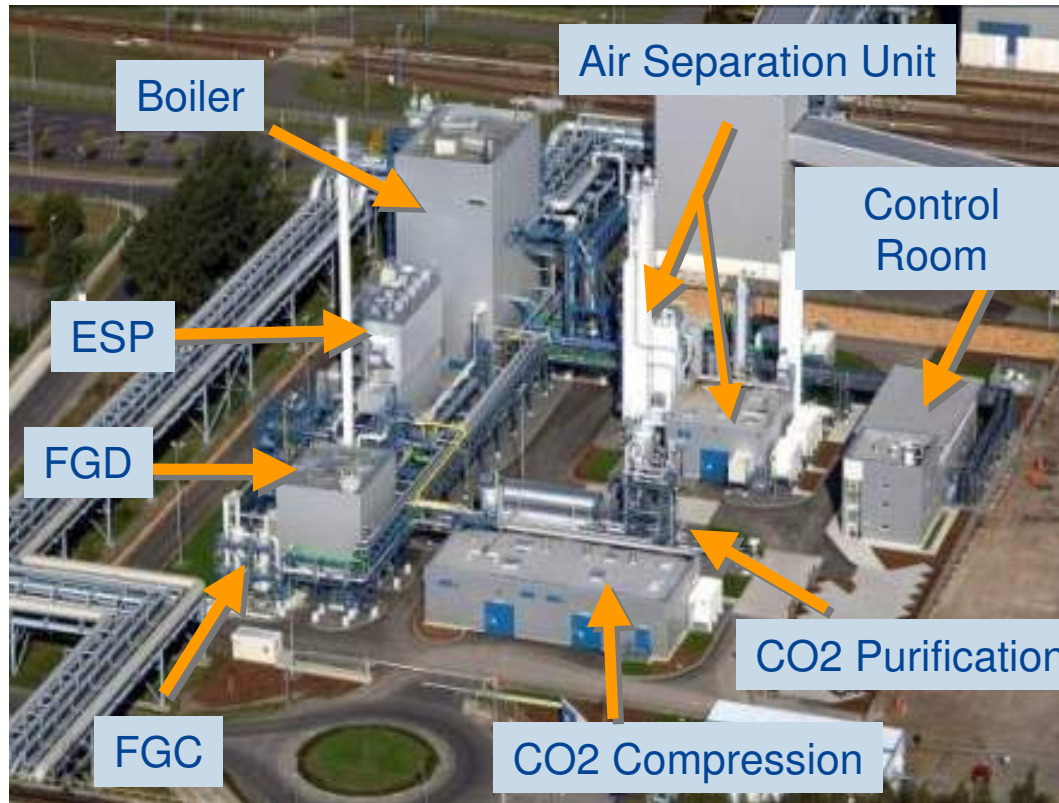 Air Separation Unit
Boiler
Control
Room
ESP
FGD
CO2 Purification
FGC
CO2 Compression